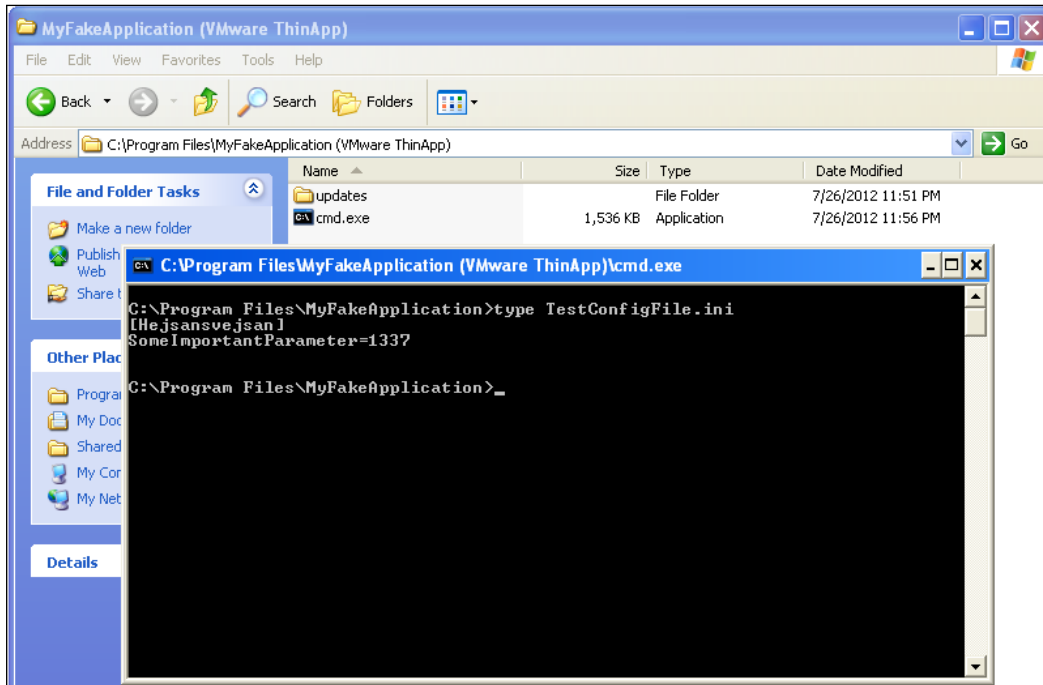 MyFakeApplication (VMware ThinApp)
File Edit View Favorites Tools Help
Back Search Folders
Address C:\Program Files\MyFakeApplication (VMware ThinApp) Go
Name Size Type Date Modified
File and Folder Tasks
updates File Folder 7/26/2012 11:51 PM
cmd.exe 1,536 KB Application 7/26/2012 11:56 PM
Make a new folder
Publish
Web
Share t
C:\Program Files\MyFakeApplication (VMware ThinApp)\cmd.exe
C:\Program Files\MyFakeApplication>type TestConfigFile.ini
[Hejsansvejsan]
SomeImportantParameter=1337
C:\Program Files\MyFakeApplication>_
Other Plac
Program
My Doc
Shared
My Com
My Net
Details